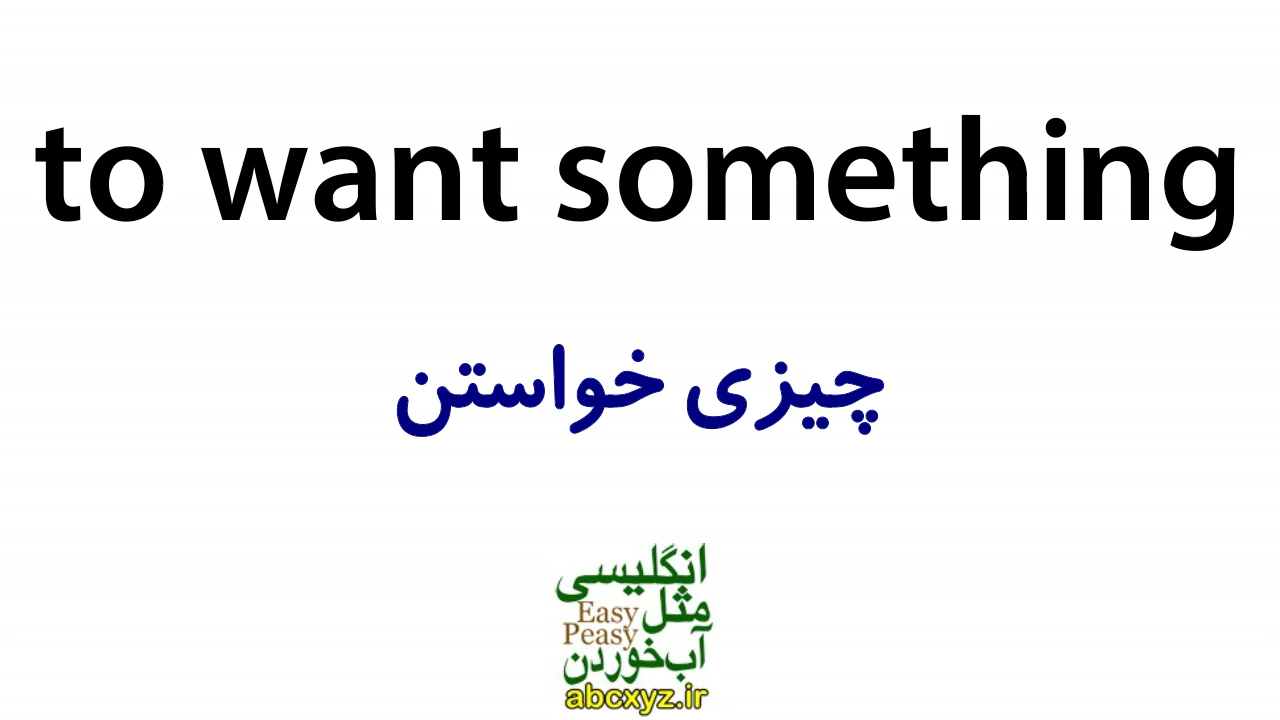 to want something
چیزی خواستن
انگلیسی
مثل Easy
Peasy
آب‌خوردن
abcxyz.ir